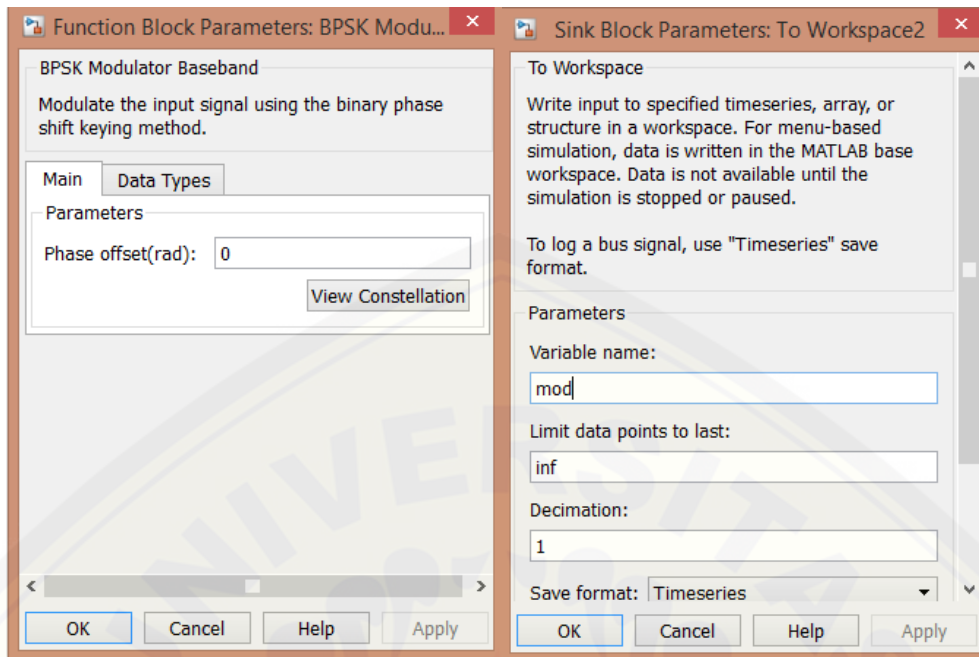 Function Block Parameters: BPSK Modu...
BPSK Modulator Baseband
Modulate the input signal using the binary phase
shift keying method.
Main Data Types
Parameters
Phase offset(rad): 0
View Constellation
OK Cancel Help Apply
Sink Block Parameters: To Workspace2
To Workspace
Write input to specified timeseries, array, or
structure in a workspace. For menu-based
simulation, data is written in the MATLAB base
workspace. Data is not available until the
simulation is stopped or paused.
To log a bus signal, use "Timeseries" save
format.
Parameters
Variable name:
mod
Limit data points to last:
inf
Decimation:
1
Save format: Timeseries
OK Cancel Help Apply
NIVERSITA